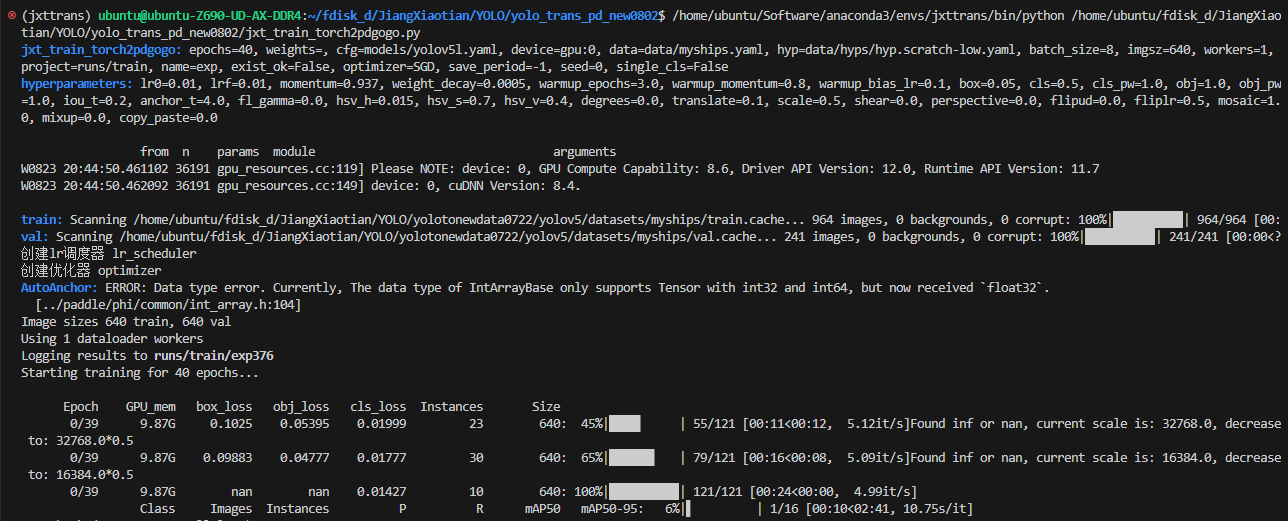 (jxttrans) ubuntu@ubuntu-Z690-UD-AX-DDR4:~/fdisk_d/JiangXiaotian/YOLO/yolo_trans_pd_new0802$ /home/ubuntu/Software/anaconda3/envs/jxttrans/bin/python /home/ubuntu/fdisk_d/JiangXiao
tian/YOLO/yolo_trans_pd_new0802/jxt_train_torch2pdgogo.py
jxt_train_torch2pdgogo: epochs=40, weights=, cfg=models/yolov5l.yaml, device=gpu:0, data=data/myships.yaml, hyp=data/hyps/hyp.scratch-low.yaml, batch_size=8, imgsz=640, workers=1,
project=runs/train, name=exp, exist_ok=False, optimizer=SGD, save_period=-1, seed=0, single_cls=False
hyperparameters: lr0=0.01, lrf=0.01, momentum=0.937, weight_decay=0.0005, warmup_epochs=3.0, warmup_momentum=0.8, warmup_bias_lr=0.1, box=0.05, cls=0.5, cls_pw=1.0, obj=1.0, obj_pw
=1.0, iou_t=0.2, anchor_t=4.0, fl_gamma=0.0, hsv_h=0.015, hsv_s=0.7, hsv_v=0.4, degrees=0.0, translate=0.1, scale=0.5, shear=0.0, perspective=0.0, flipud=0.0, fliplr=0.5, mosaic=1.
0, mixup=0.0, copy_paste=0.0
from n params module arguments
W0823 20:44:50.461102 36191 gpu_resources.cc:119] Please NOTE: device: 0, GPU Compute Capability: 8.6, Driver API Version: 12.0, Runtime API Version: 11.7
W0823 20:44:50.462092 36191 gpu_resources.cc:149] device: 0, cuDNN Version: 8.4.
train: Scanning /home/ubuntu/fdisk_d/JiangXiaotian/YOLO/yolotonewdata0722/yolov5/datasets/myships/train.cache... 964 images, 0 backgrounds, 0 corrupt: 100%|██████████| 964/964 [00:
val: Scanning /home/ubuntu/fdisk_d/JiangXiaotian/YOLO/yolotonewdata0722/yolov5/datasets/myships/val.cache... 241 images, 0 backgrounds, 0 corrupt: 100%|██████████| 241/241 [00:00<?
创建lr调度器 lr_scheduler
创建优化器 optimizer
AutoAnchor: ERROR: Data type error. Currently, The data type of IntArrayBase only supports Tensor with int32 and int64, but now received `float32`.
[../paddle/phi/common/int_array.h:104]
Image sizes 640 train, 640 val
Using 1 dataloader workers
Logging results to runs/train/exp376
Starting training for 40 epochs...
Epoch GPU_mem box_loss obj_loss cls_loss Instances Size
0/39 9.87G 0.1025 0.05395 0.01999 23 640: 45%|████▌ | 55/121 [00:11<00:12, 5.12it/s]Found inf or nan, current scale is: 32768.0, decrease
to: 32768.0*0.5
0/39 9.87G 0.09883 0.04777 0.01777 30 640: 65%|██████▌ | 79/121 [00:16<00:08, 5.09it/s]Found inf or nan, current scale is: 16384.0, decrease
to: 16384.0*0.5
0/39 9.87G nan nan 0.01427 10 640: 100%|██████████| 121/121 [00:24<00:00, 4.99it/s]
Class Images Instances P R mAP50 mAP50-95: 6%|▋ | 1/16 [00:10<02:41, 10.75s/it]